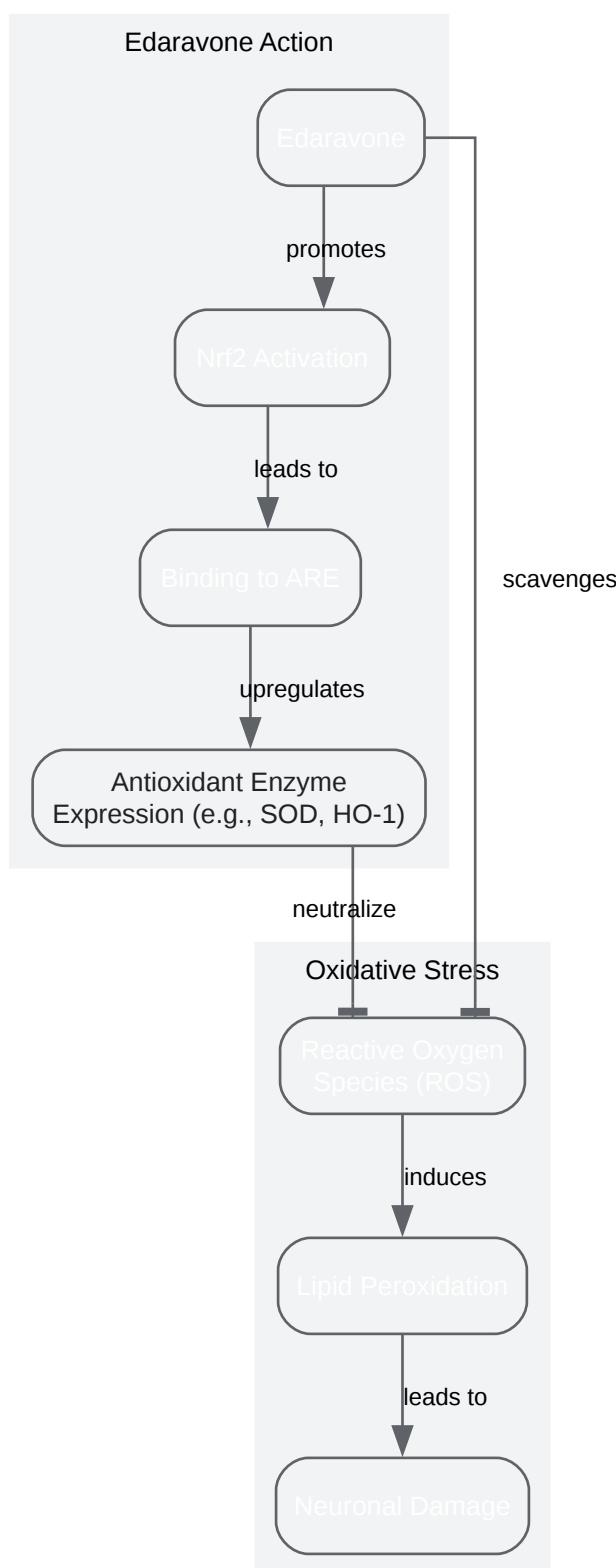 Edaravone Action
Edaravone
promotes
Nrf2 Activation
leads to
Binding to ARE
scavenges
upregulates
Antioxidant Enzyme
Expression (e.g., SOD, HO-1)
neutralize
Oxidative Stress
Reactive Oxygen
Species (ROS)
induces
Lipid Peroxidation
leads to
Neuronal Damage